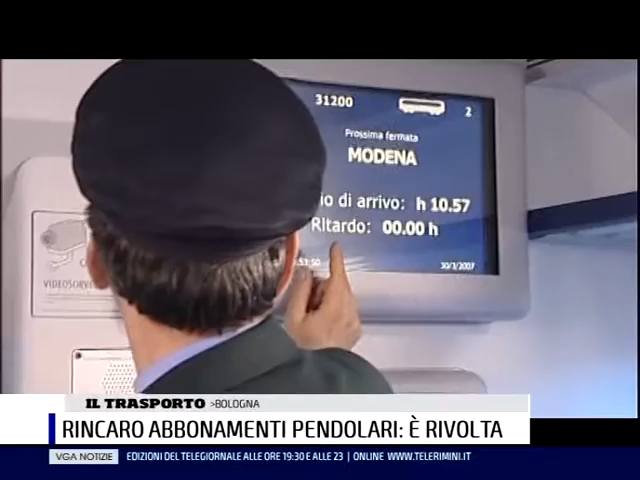 31200
2
Prossima fermata
MODENA
io di arrivo: h 10.57
Ritardo: 00.00 h
30/3/2007
IL TRASPORTO >BOLOGNA
RINCARO ABBONAMENTI PENDOLARI: È RIVOLTA
VGA NOTIZIE EDIZIONI DEL TELEGIORNALE ALLE ORE 19:30 E ALLE 23 | ONLINE WWW.TELERIMINI.IT